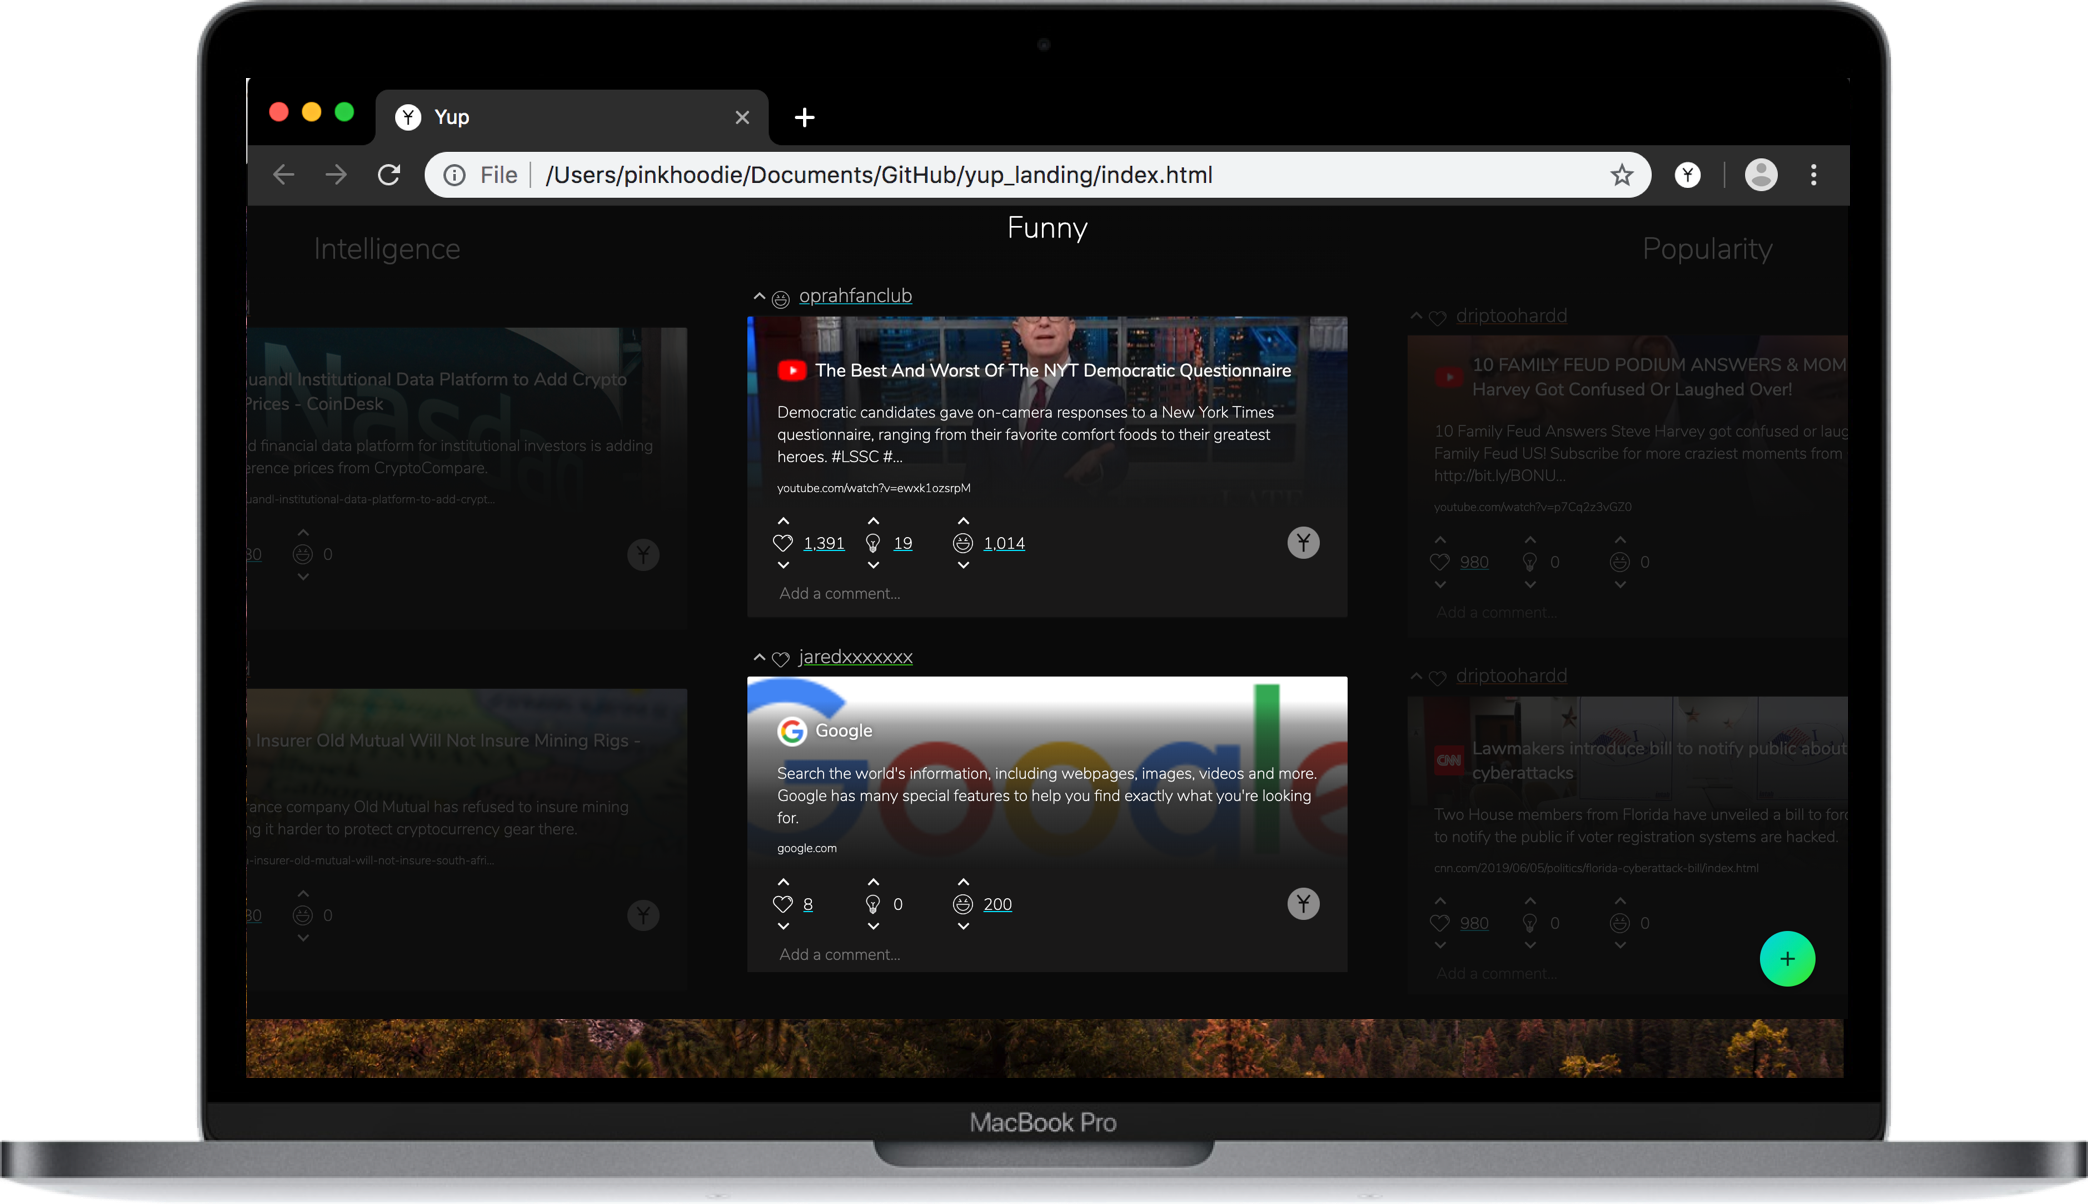 Yup
File
/Users/pinkhoodie/Documents/GitHub/yup_landing/index.html
Intelligence
Funny
Popularity
uandl Institutional Data Platform to Add Crypto
Prices - CoinDesk
d financial data platform for institutional investors is adding
erence prices from CryptoCompare.
uandl-institutional-data-platform-to-add-crypt...
30
0
n Insurer Old Mutual Will Not Insure Mining Rigs -
rance company Old Mutual has refused to insure mining
ng it harder to protect cryptocurrency gear there.
-insurer-old-mutual-will-not-insure-south-afri...
30
0
oprahfanclub
The Best And Worst Of The NYT Democratic Questionnaire
Democratic candidates gave on-camera responses to a New York Times
questionnaire, ranging from their favorite comfort foods to their greatest
heroes. #LSSC #...
youtube.com/watch?v=ewxk1ozsrpM
1,391
19
1,014
Add a comment...
jaredxxxxxxx
Google
Search the world's information, including webpages, images, videos and more.
Google has many special features to help you find exactly what you're looking
for.
google.com
8
0
200
Add a comment...
driptoohardd
10 FAMILY FEUD PODIUM ANSWERS & MOM
Harvey Got Confused Or Laughed Over!
10 Family Feud Answers Steve Harvey got confused or laug
Family Feud US! Subscribe for more craziest moments from
http://bit.ly/BONU...
youtube.com/watch?v=p7Cq2z3vGZ0
980
0
0
Add a comment...
driptoohardd
CNN
Lawmakers introduce bill to notify public about
cyberattacks
Two House members from Florida have unveiled a bill to forc
to notify the public if voter registration systems are hacked.
cnn.com/2019/06/05/politics/florida-cyberattack-bill/index.html
980
0
0
Add a comment...
MacBook Pro